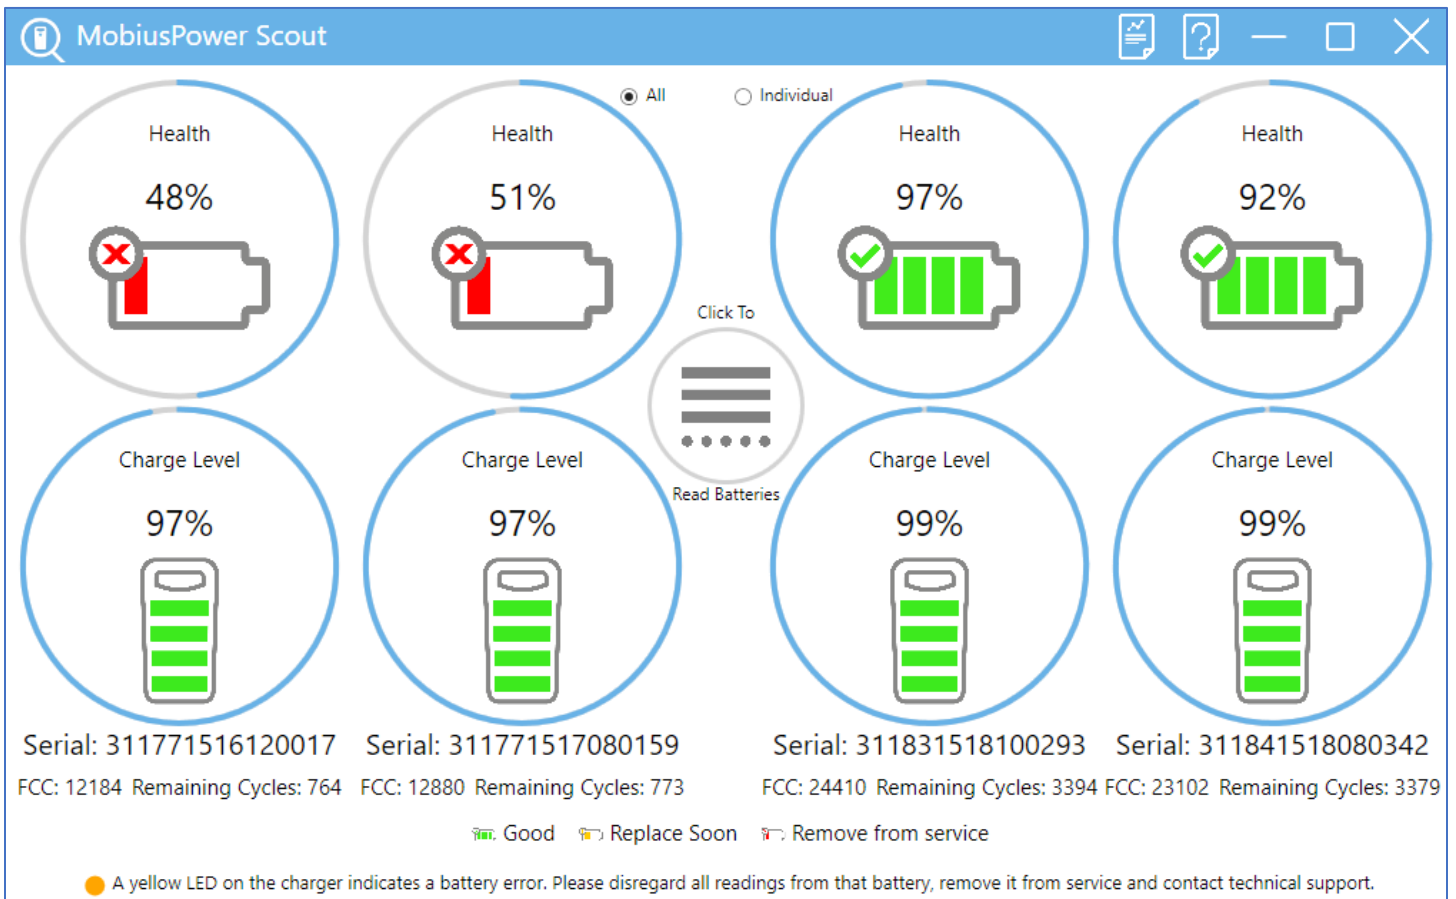 MobiusPower Scout
All Individual
Health Health Health Health
48% 51% 97% 92%
Click To
Read Batteries
Charge Level Charge Level Charge Level Charge Level
97% 97% 99% 99%
Serial: 311771516120017 Serial: 311771517080159 Serial: 311831518100293 Serial: 311841518080342
FCC: 12184 Remaining Cycles: 764 FCC: 12880 Remaining Cycles: 773 FCC: 24410 Remaining Cycles: 3394 FCC: 23102 Remaining Cycles: 3379
Good Replace Soon Remove from service
A yellow LED on the charger indicates a battery error. Please disregard all readings from that battery, remove it from service and contact technical support.